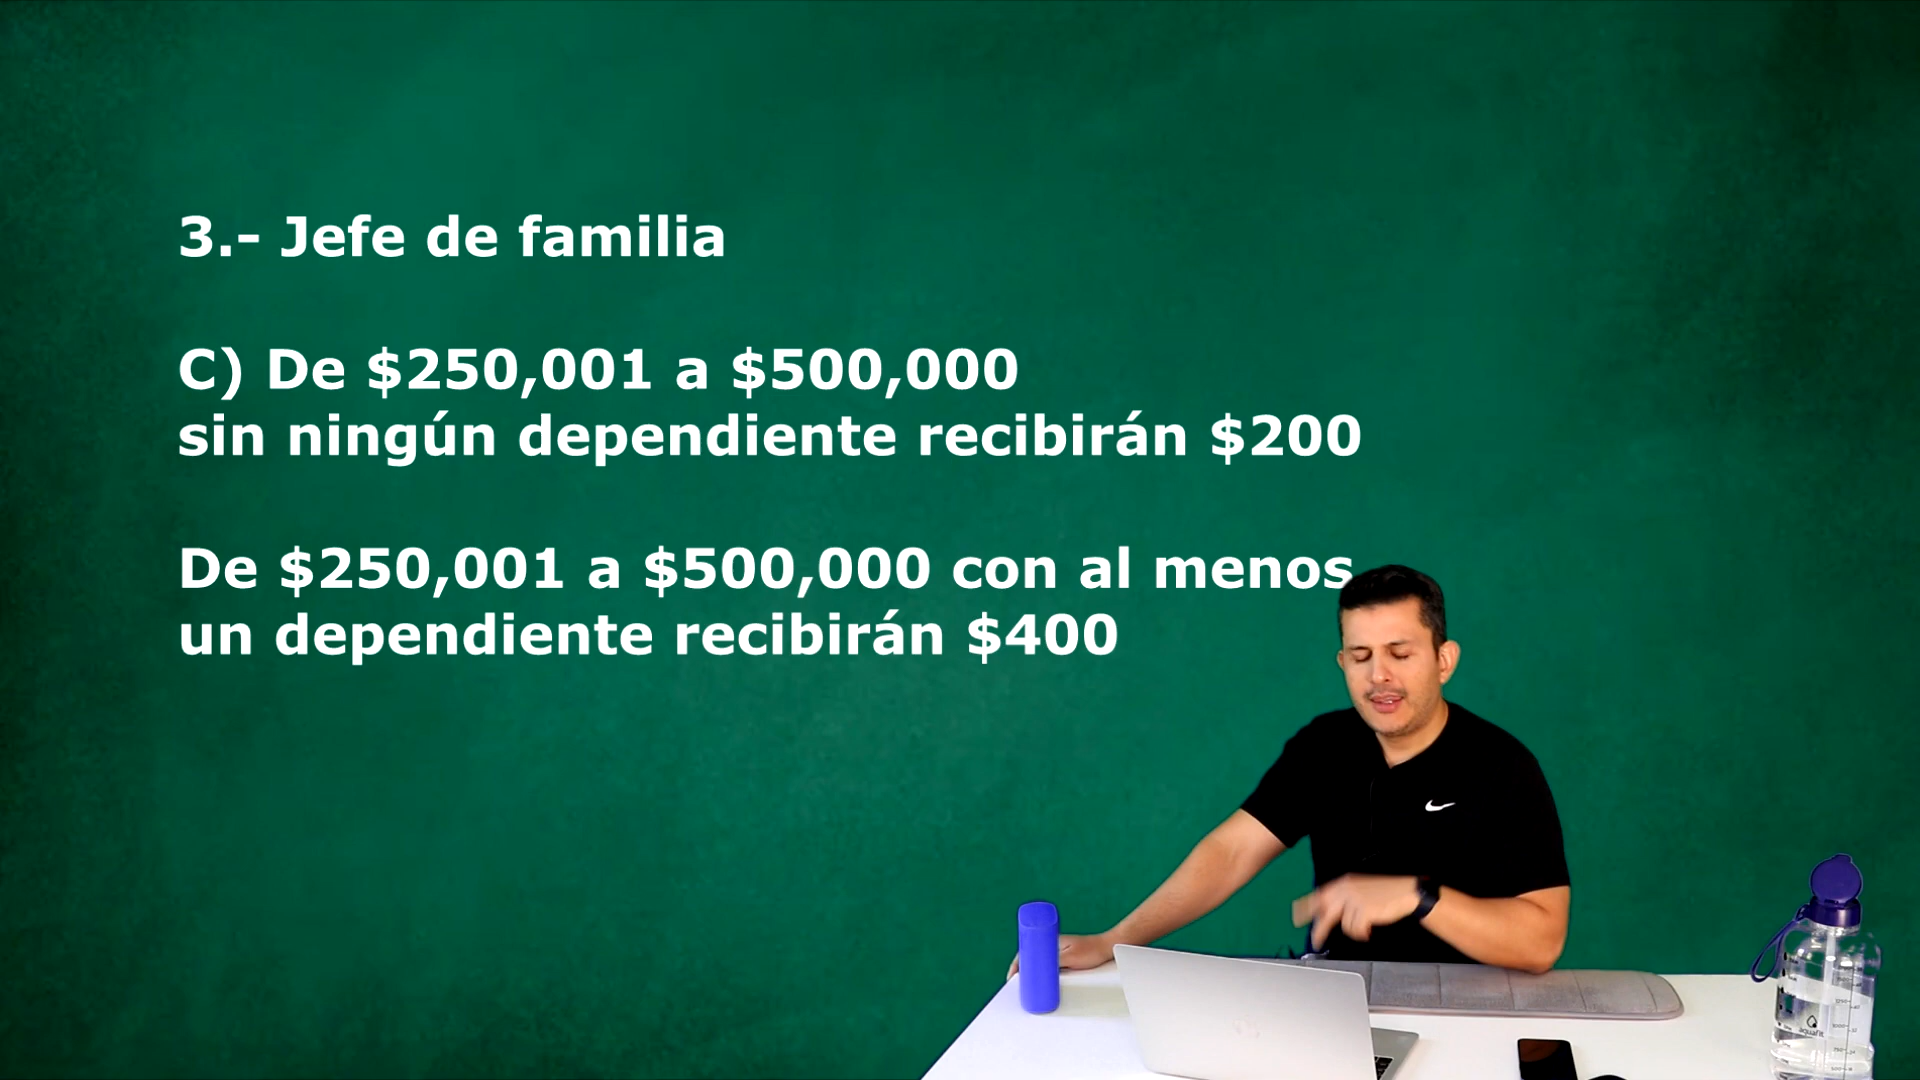 3.- Jefe de familia
C) De $250,001 a $500,000
sin ningún dependiente recibirán $200
De $250,001 a $500,000 con al menos
un dependiente recibirán $400
aquafit